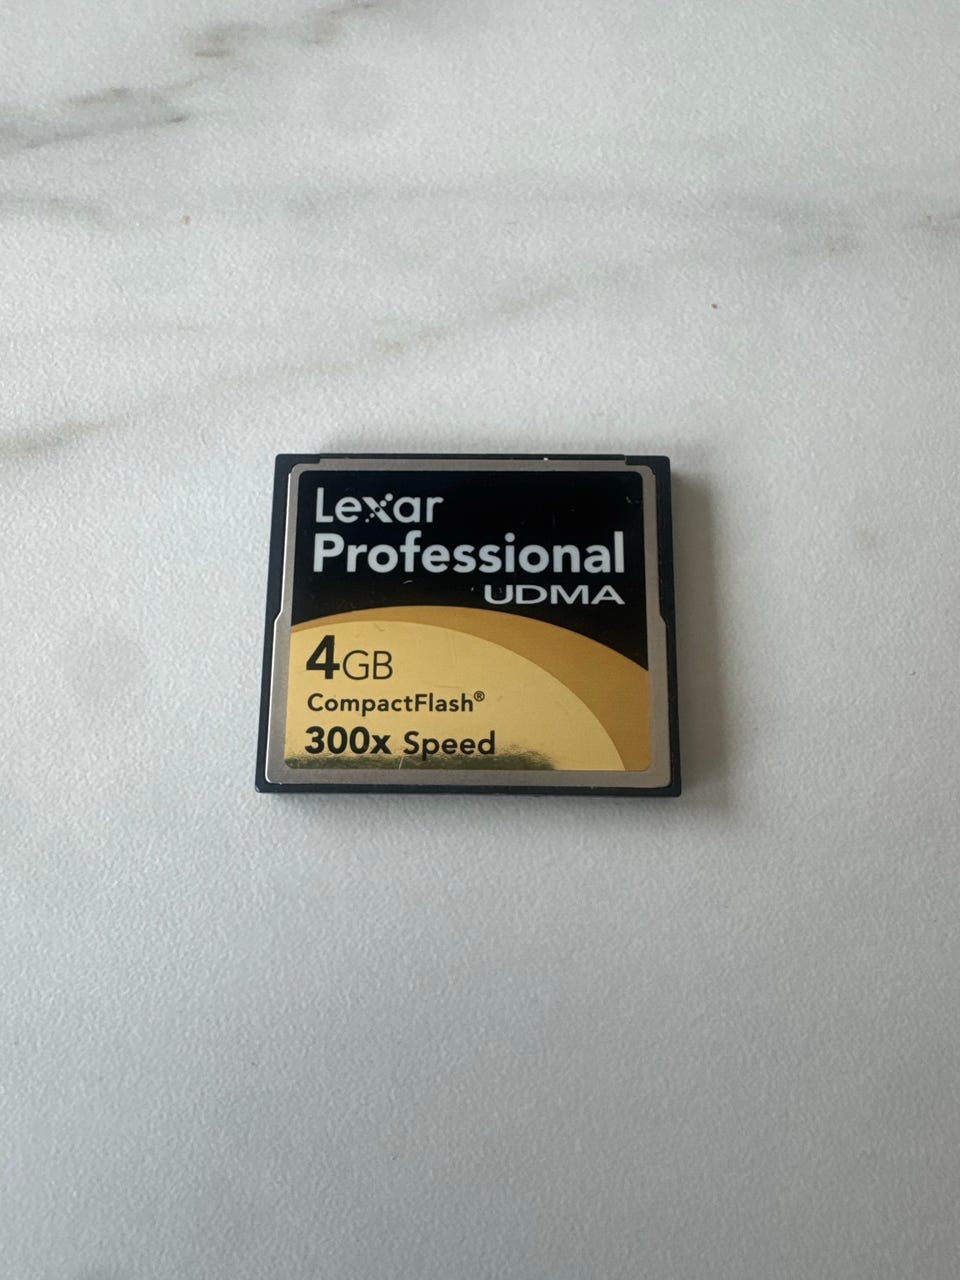 Lexar
Professional
UDMA
4GB
CompactFlash®
300x Speed